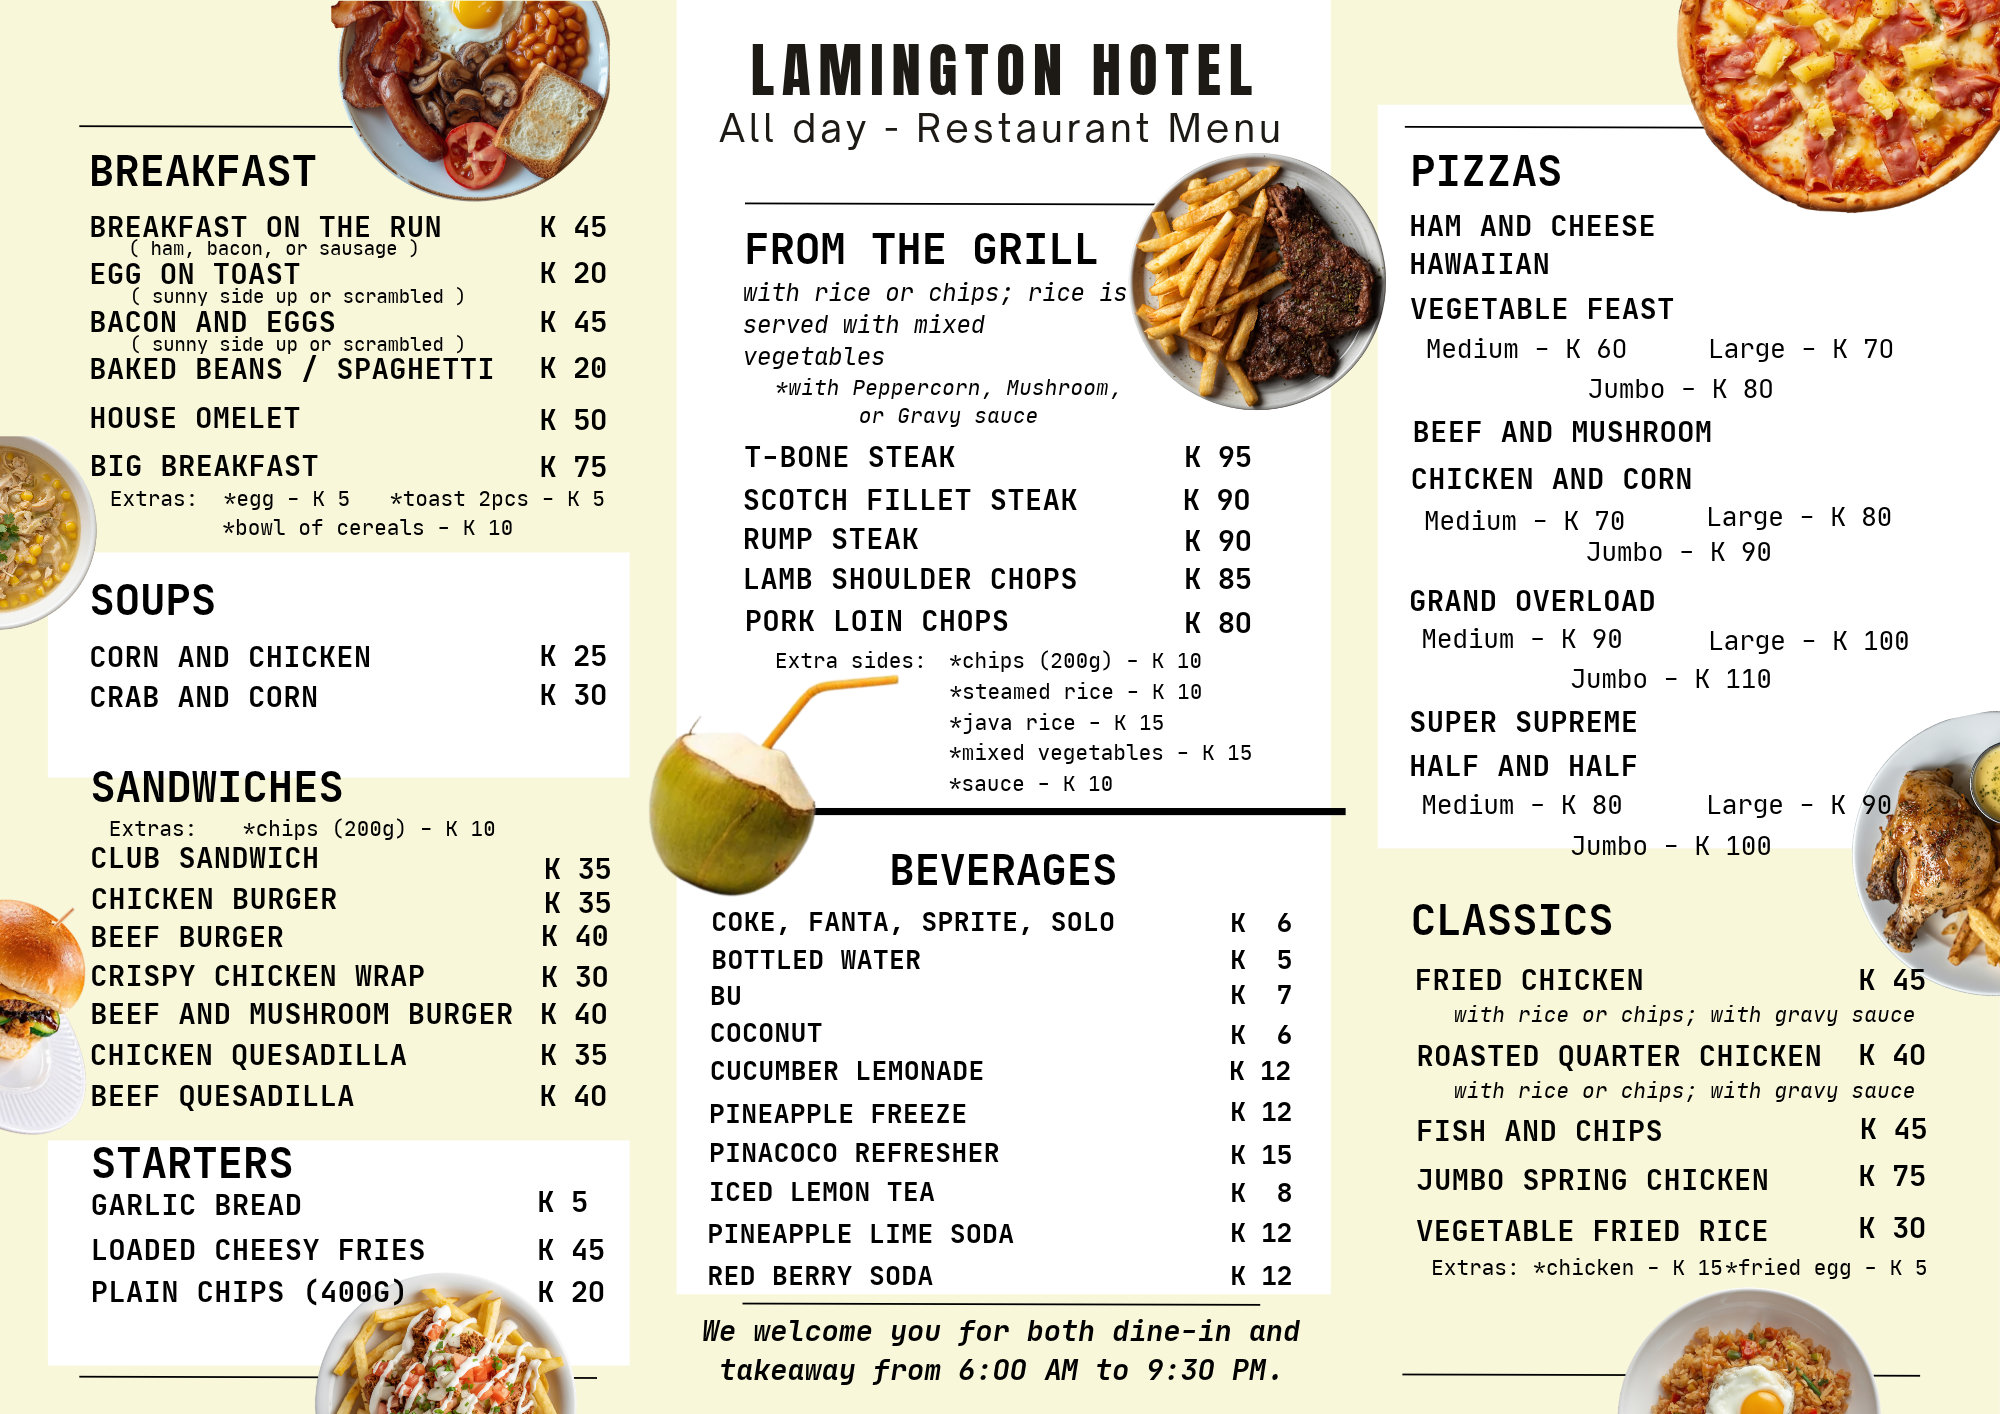 LAMINGTON HOTEL
All day - Restaurant Menu
BREAKFAST
BREAKFAST ON THE RUN K 45
( ham, bacon, or sausage )
EGG ON TOAST K 20
( sunny side up or scrambled )
BACON AND EGGS K 45
( sunny side up or scrambled )
BAKED BEANS / SPAGHETTI K 20
HOUSE OMELET K 50
BIG BREAKFAST K 75
Extras: *egg - K 5 *toast 2pcs - K 5
*bowl of cereals - K 10
SOUPS
CORN AND CHICKEN K 25
CRAB AND CORN K 30
SANDWICHES
Extras: *chips (200g) - K 10
CLUB SANDWICH K 35
CHICKEN BURGER K 35
BEEF BURGER K 40
CRISPY CHICKEN WRAP K 30
BEEF AND MUSHROOM BURGER K 40
CHICKEN QUESADILLA K 35
BEEF QUESADILLA K 40
STARTERS
GARLIC BREAD K 5
LOADED CHEESY FRIES K 45
PLAIN CHIPS (400G) K 20
FROM THE GRILL
with rice or chips; rice is
served with mixed
vegetables
*with Peppercorn, Mushroom,
or Gravy sauce
T-BONE STEAK K 95
SCOTCH FILLET STEAK K 90
RUMP STEAK K 90
LAMB SHOULDER CHOPS K 85
PORK LOIN CHOPS K 80
Extra sides: *chips (200g) - K 10
*steamed rice - K 10
*java rice - K 15
*mixed vegetables - K 15
*sauce - K 10
BEVERAGES
COKE, FANTA, SPRITE, SOLO K 6
BOTTLED WATER K 5
BU K 7
COCONUT K 6
CUCUMBER LEMONADE K 12
PINEAPPLE FREEZE K 12
PINACOCO REFRESHER K 15
ICED LEMON TEA K 8
PINEAPPLE LIME SODA K 12
RED BERRY SODA K 12
We welcome you for both dine-in and
takeaway from 6:00 AM to 9:30 PM.
PIZZAS
HAM AND CHEESE
HAWAIIAN
VEGETABLE FEAST
Medium - K 60 Large - K 70
Jumbo - K 80
BEEF AND MUSHROOM
CHICKEN AND CORN
Medium - K 70 Large - K 80
Jumbo - K 90
GRAND OVERLOAD
Medium - K 90 Large - K 100
Jumbo - K 110
SUPER SUPREME
HALF AND HALF
Medium - K 80 Large - K 90
Jumbo - K 100
CLASSICS
FRIED CHICKEN K 45
with rice or chips; with gravy sauce
ROASTED QUARTER CHICKEN K 40
with rice or chips; with gravy sauce
FISH AND CHIPS K 45
JUMBO SPRING CHICKEN K 75
VEGETABLE FRIED RICE K 30
Extras: *chicken - K 15*fried egg - K 5